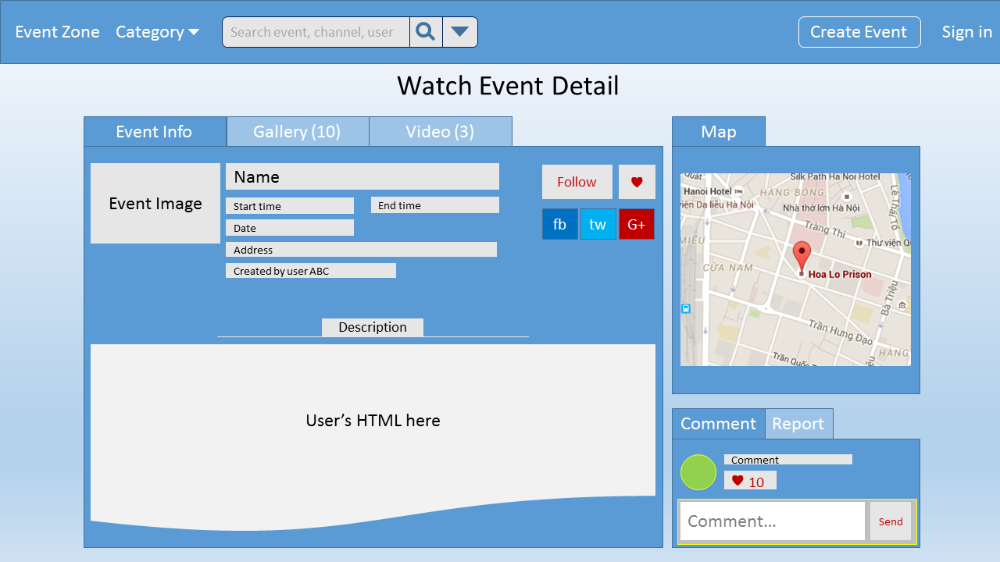 Event Zone
Category
Search event, channel, user
Create Event
Sign in
Watch Event Detail
Event Info
Gallery (10)
Video (3)
Event Image
Name
Start time
End time
Date
Address
Created by user ABC
Follow
fb
tw
G+
Description
User’s HTML here
Map
Quất
Silk Path Ha Noi Hotel
Hanoi Hotel
HÀNG BÔNG
viện Da liễu Hà Nội
Nhà thờ lớn Hà Nội
Lê Thái Tổ
Tràng Thi
MIẾU
Thư viện Q
CỬA NAM
Hoa Lo Prison
Bà Triệu
Trần Hưng Đạo
Trần Quốc
HÀNG
Comment
Report
Comment
10
Comment...
Send